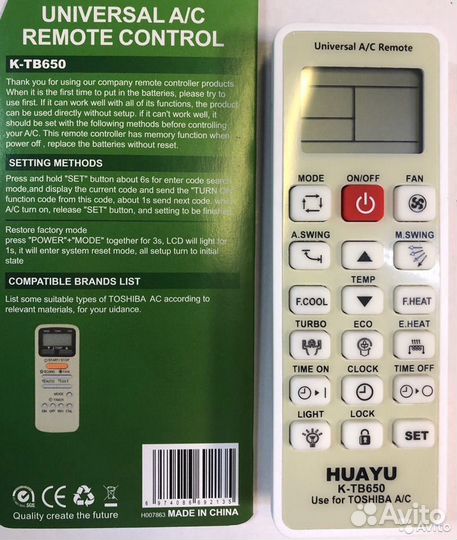 UNIVERSAL A/C
REMOTE CONTROL
K-TB650
Thank you for using our company remote controller products
When it is the first time to put in the batteries, please try to
use first. If it can work well with all of its functions, the product
can be used directly without setup. if it can't work well, it
should be set with the following methods before controlling
your A/C. This remote controller has memory function when
power off , replace the batteries without reset.
SETTING METHODS
Press and hold "SET" button about 6s for enter code search
mode,and display the current code and send the "TURN ON
function code from this code, about 1s send next code, when
A/C turn on, release "SET" button, and setting to be finished
Restore factory mode
press "POWER"+"MODE" together for 3s, LCD will light for
1s, it will enter system reset mode, all setup turn to initial
state
COMPATIBLE BRANDS LIST
List some suitable types of TOSHIBA AC according to
relevant materials, for your uidance.
START / STOP
MODE
CE
SGS
Quality create the future
6 974086 692135
H007863 MADE IN CHINA
Universal A/C Remote
MODE ON/OFF FAN
A.SWING M.SWING
TEMP
F.COOL F.HEAT
TURBO ECO E.HEAT
TIME ON CLOCK TIME OFF
LIGHT LOCK
SET
HUAYU
K-TB650
Use for TOSHIBA A/C
Avito
Avito